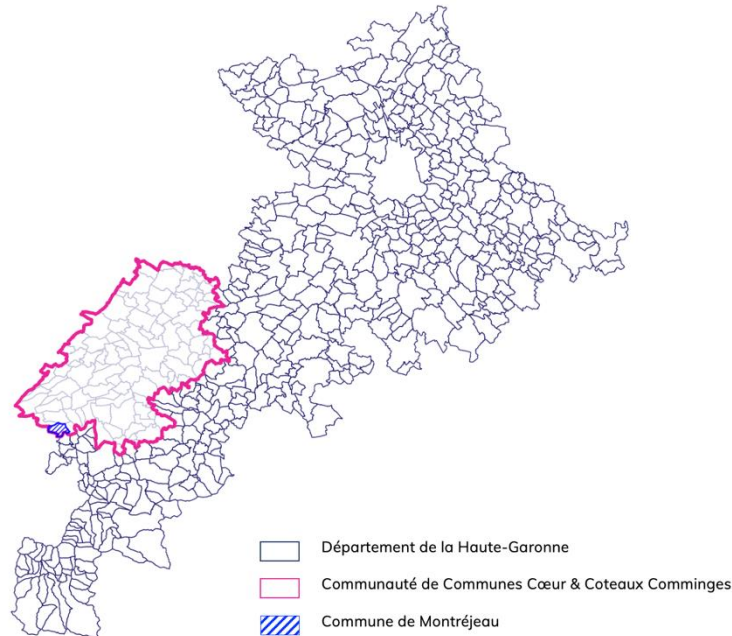 Département de la Haute-Garonne
Communauté de Communes Cœur & Coteaux Comminges
Commune de Montréjeau